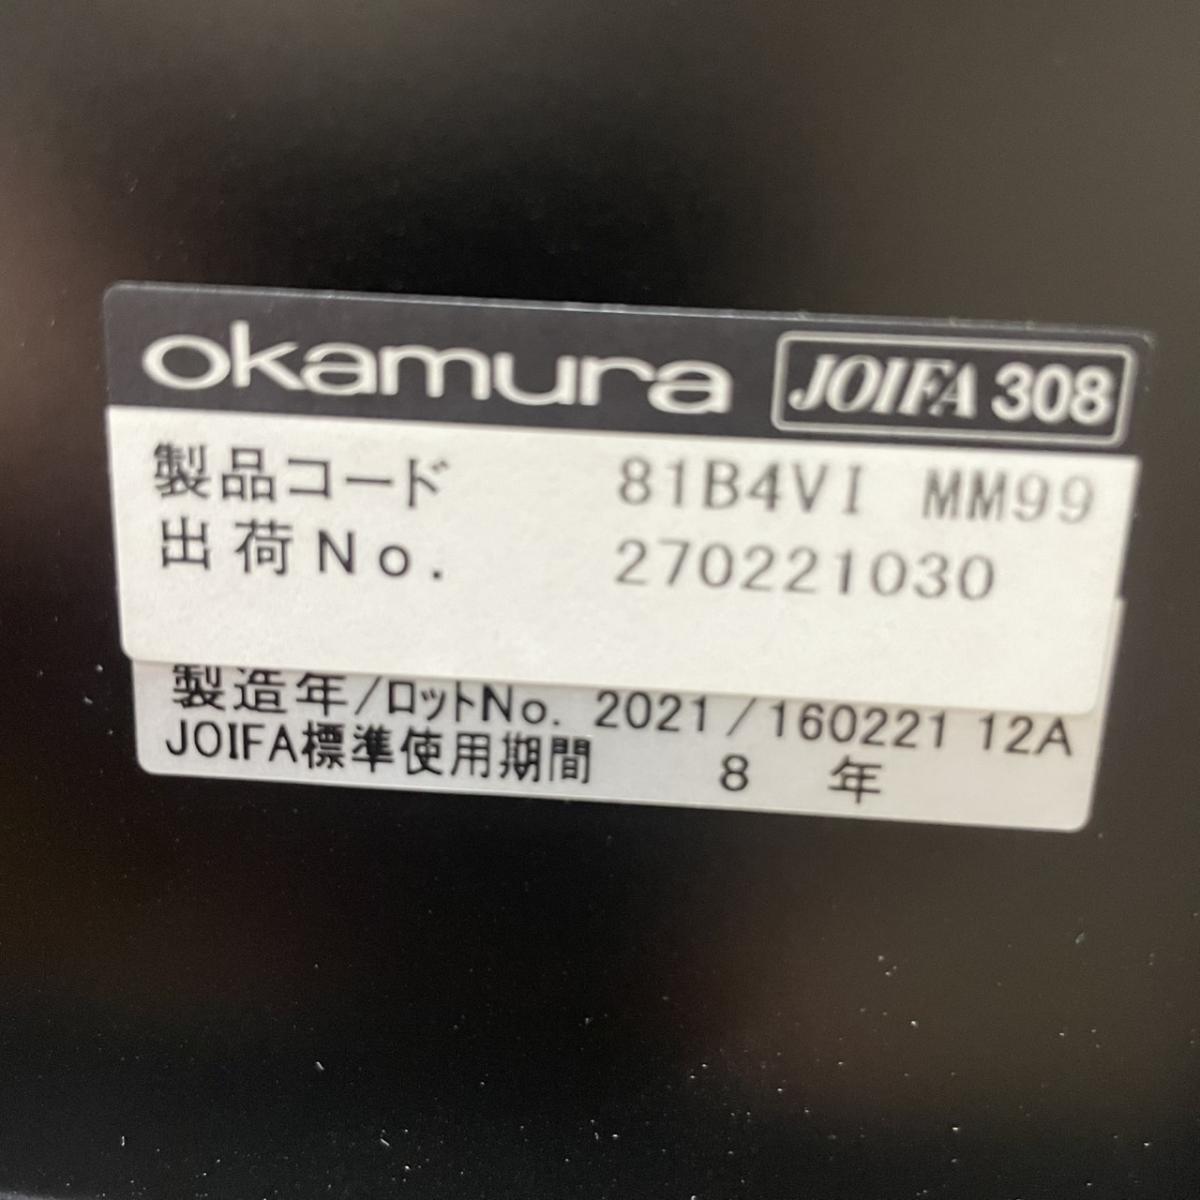 okamura JOIFA 308
製品コード 81B4VI MM99
出荷No. 270221030
製造年/ロットNo. 2021/160221 12A
JOIFA標準使用期間 8 年